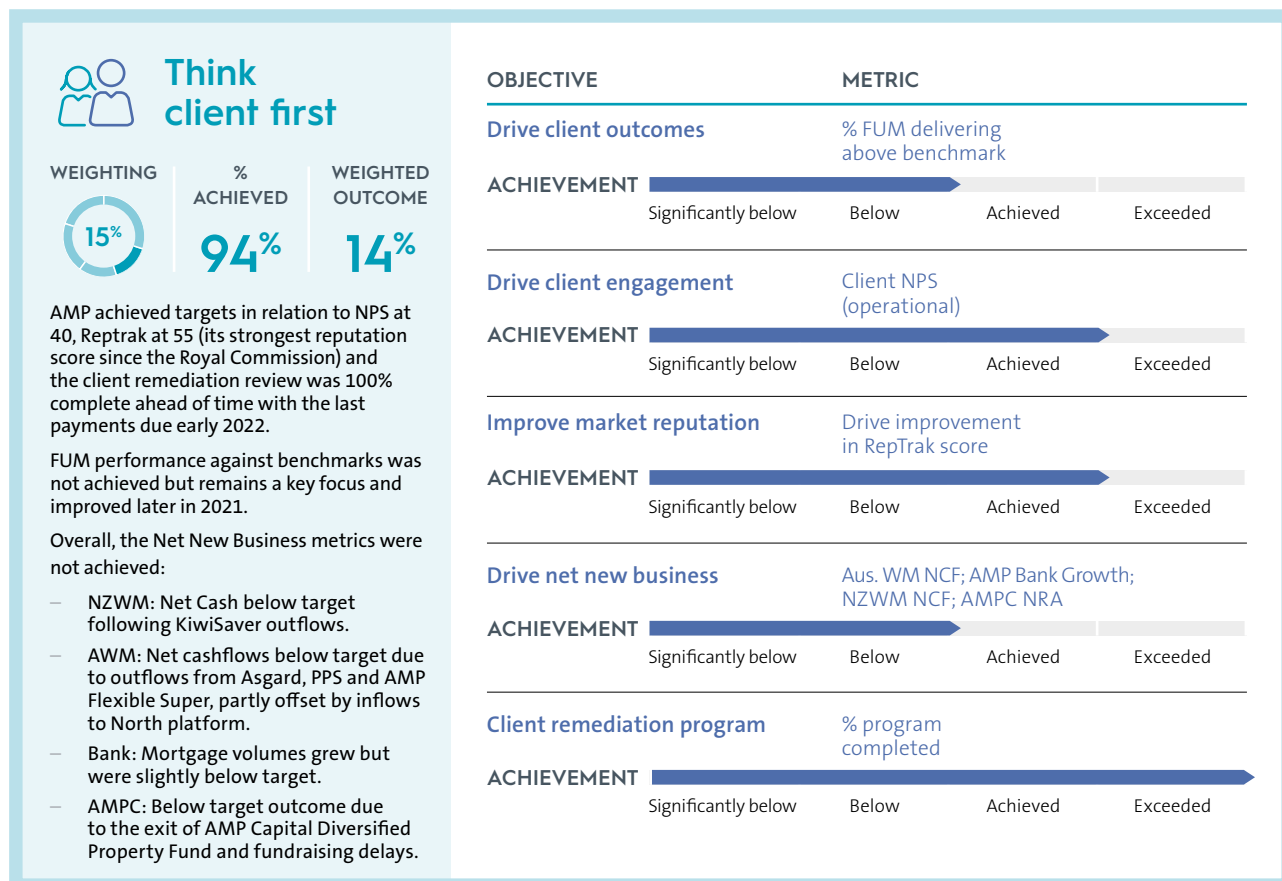 Think
client first
WEIGHTING
%
ACHIEVED
WEIGHTED
OUTCOME
15%
94%
14%
AMP achieved targets in relation to NPS at
40, Reptrak at 55 (its strongest reputation
score since the Royal Commission) and
the client remediation review was 100%
complete ahead of time with the last
payments due early 2022.
FUM performance against benchmarks was
not achieved but remains a key focus and
improved later in 2021.
Overall, the Net New Business metrics were
not achieved:
– NZWM: Net Cash below target
following KiwiSaver outflows.
– AWM: Net cashflows below target due
to outflows from Asgard, PPS and AMP
Flexible Super, partly offset by inflows
to North platform.
– Bank: Mortgage volumes grew but
were slightly below target.
– AMPC: Below target outcome due
to the exit of AMP Capital Diversified
Property Fund and fundraising delays.
OBJECTIVE METRIC
Drive client outcomes
% FUM delivering
above benchmark
ACHIEVEMENT
Significantly below Below Achieved Exceeded
Drive client engagement
Client NPS
(operational)
ACHIEVEMENT
Significantly below Below Achieved Exceeded
Improve market reputation
Drive improvement
in RepTrak score
ACHIEVEMENT
Significantly below Below Achieved Exceeded
Drive net new business
Aus. WM NCF; AMP Bank Growth;
NZWM NCF; AMPC NRA
ACHIEVEMENT
Significantly below Below Achieved Exceeded
Client remediation program
% program
completed
ACHIEVEMENT
Significantly below Below Achieved Exceeded